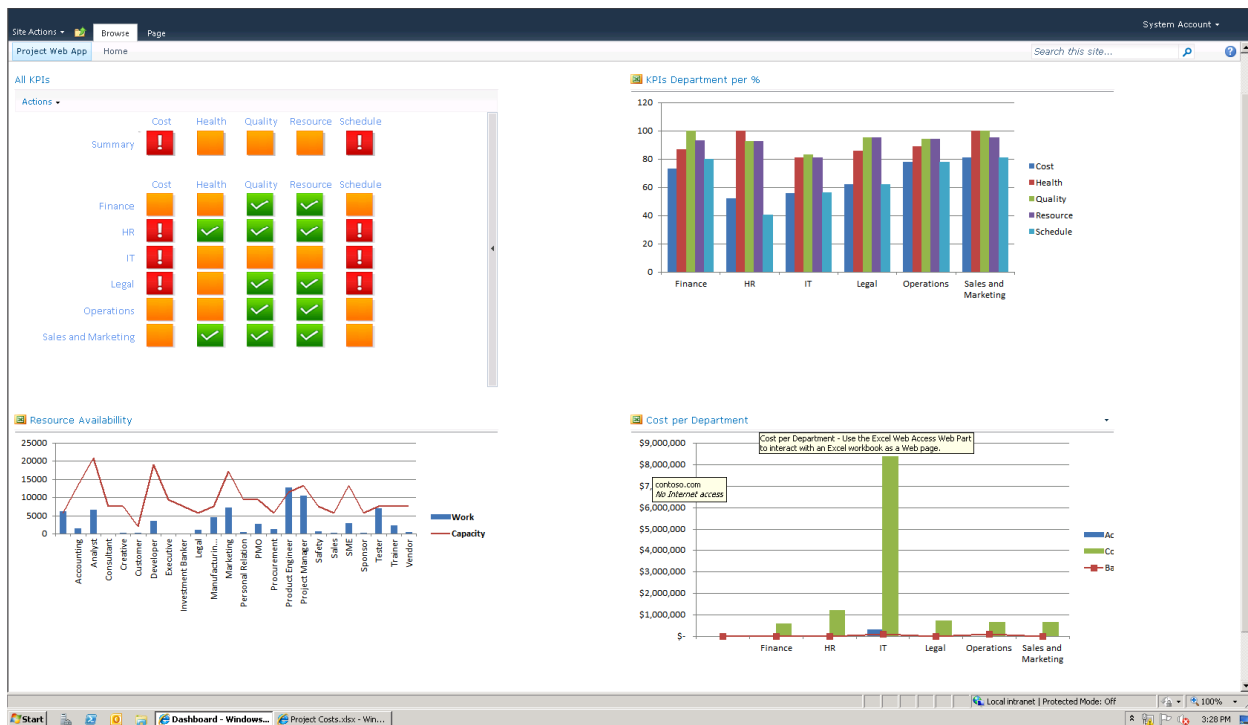 System Account
Site Actions
Browse
Page
Project Web App
Home
Search this site...
All KPIs
Actions
Cost Health Quality Resource Schedule
Summary
Cost Health Quality Resource Schedule
Finance
HR
IT
Legal
Operations
Sales and Marketing
KPIs Department per %
120
100
80
60
40
20
0
Finance HR IT Legal Operations Sales and
Marketing
Cost
Health
Quality
Resource
Schedule
Resource Availability
25000
20000
15000
10000
5000
0
Accounting
Analyst
Consultant
Creative
Customer
Developer
Executive
Investment Banker
Legal
Manufacturin...
Marketing
Personal Relation
PMO
Procurement
Product Engineer
Project Manager
Safety
Sales
SME
Sponsor
Tester
Trainer
Vendor
Work
Capacity
Cost per Department
Cost per Department - Use the Excel Web Access Web Part
to interact with an Excel workbook as a Web page.
contoso.com
No Internet access
$9,000,000
$8,000,000
$7,
$6,000,000
$5,000,000
$4,000,000
$3,000,000
$2,000,000
$1,000,000
$-
Finance HR IT Legal Operations Sales and
Marketing
Ac
Cc
Ba
Local intranet | Protected Mode: Off
100%
Start
Dashboard - Windows...
Project Costs.xlsx - Win...
3:28 PM